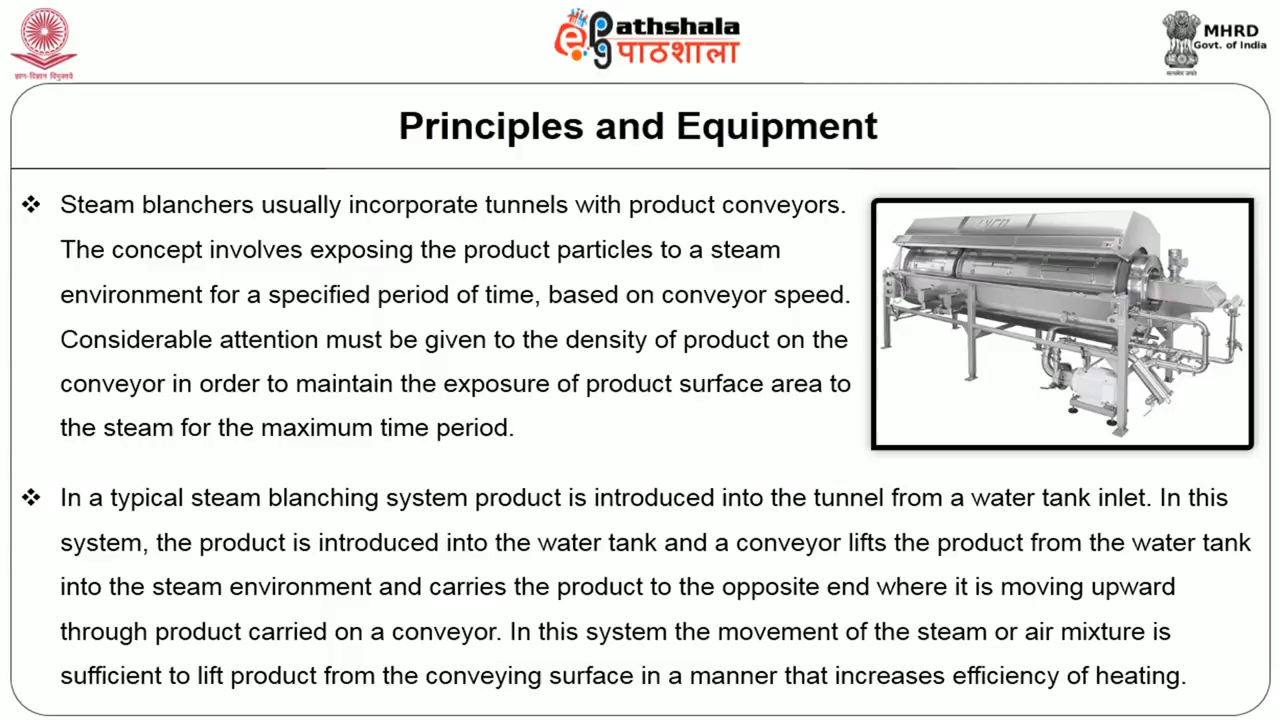 ज्ञान-विज्ञान विमुक्तये
ePathshala
पाठशाला
MHRD
Govt. of India
सत्यमेव जयते
Principles and Equipment
❖ Steam blanchers usually incorporate tunnels with product conveyors.
The concept involves exposing the product particles to a steam
environment for a specified period of time, based on conveyor speed.
Considerable attention must be given to the density of product on the
conveyor in order to maintain the exposure of product surface area to
the steam for the maximum time period.
❖ In a typical steam blanching system product is introduced into the tunnel from a water tank inlet. In this
system, the product is introduced into the water tank and a conveyor lifts the product from the water tank
into the steam environment and carries the product to the opposite end where it is moving upward
through product carried on a conveyor. In this system the movement of the steam or air mixture is
sufficient to lift product from the conveying surface in a manner that increases efficiency of heating.